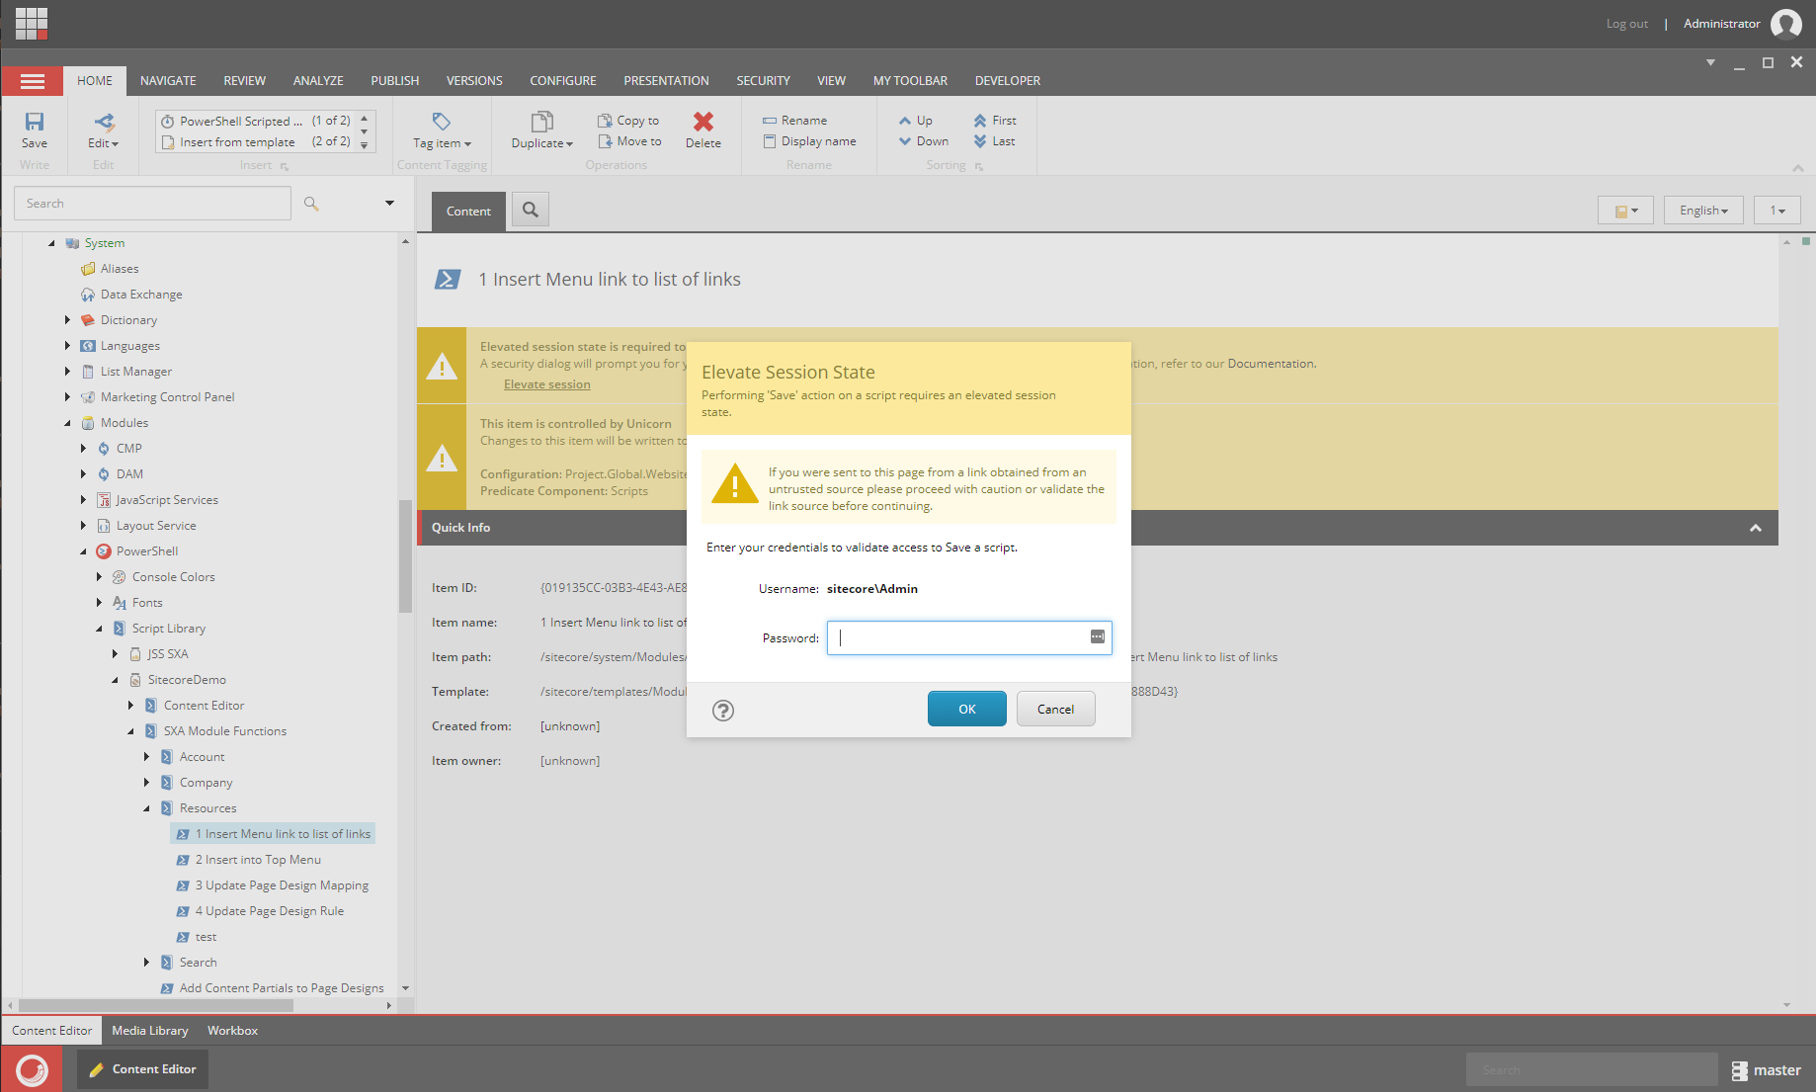 Log out | Administrator
HOME NAVIGATE REVIEW ANALYZE PUBLISH VERSIONS CONFIGURE PRESENTATION SECURITY VIEW MY TOOLBAR DEVELOPER
Save
Write
Edit
Edit
PowerShell Scripted ... (1 of 2)
Insert from template (2 of 2)
Insert
Tag item
Content Tagging
Duplicate
Copy to
Move to
Delete
Operations
Rename
Display name
Rename
Up
Down
First
Last
Sorting
Search
Content
English
1
System
Aliases
Data Exchange
Dictionary
Languages
List Manager
Marketing Control Panel
Modules
CMP
DAM
JavaScript Services
Layout Service
PowerShell
Console Colors
Fonts
Script Library
JSS SXA
SitecoreDemo
Content Editor
SXA Module Functions
Account
Company
Resources
1 Insert Menu link to list of links
2 Insert into Top Menu
3 Update Page Design Mapping
4 Update Page Design Rule
test
Search
Add Content Partials to Page Designs
1 Insert Menu link to list of links
Elevated session state is required to
A security dialog will prompt you for y
tion, refer to our Documentation.
Elevate session
This item is controlled by Unicorn
Changes to this item will be written to
Configuration: Project.Global.Website
Predicate Component: Scripts
Quick Info
Item ID: {019135CC-03B3-4E43-AE8
Item name: 1 Insert Menu link to list of
Item path: /sitecore/system/Modules/ ert Menu link to list of links
Template: /sitecore/templates/Modul 888D43}
Created from: [unknown]
Item owner: [unknown]
Elevate Session State
Performing 'Save' action on a script requires an elevated session
state.
If you were sent to this page from a link obtained from an
untrusted source please proceed with caution or validate the
link source before continuing.
Enter your credentials to validate access to Save a script.
Username: sitecore\Admin
Password:
?
OK
Cancel
Content Editor Media Library Workbox
Content Editor
Search
master